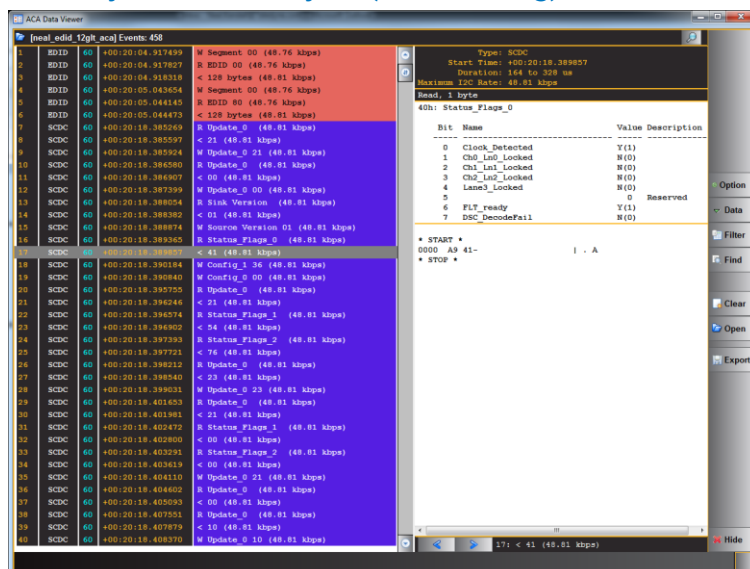 ACA Data Viewer
[neal_edid_12glt_aca] Events: 458
1 EDID 60 +00:20:04.917499 W Segment 00 (48.76 kbps)
2 EDID 60 +00:20:04.917827 R EDID 00 (48.76 kbps)
3 EDID 60 +00:20:04.918318 < 128 bytes (48.81 kbps)
4 EDID 60 +00:20:05.043654 W Segment 00 (48.76 kbps)
5 EDID 60 +00:20:05.044145 R EDID 80 (48.76 kbps)
6 EDID 60 +00:20:05.044473 < 128 bytes (48.81 kbps)
7 SCDC 60 +00:20:18.385269 R Update_0 (48.81 kbps)
8 SCDC 60 +00:20:18.385597 < 21 (48.81 kbps)
9 SCDC 60 +00:20:18.385924 W Update_0 21 (48.81 kbps)
10 SCDC 60 +00:20:18.386580 R Update_0 (48.81 kbps)
11 SCDC 60 +00:20:18.386907 < 00 (48.81 kbps)
12 SCDC 60 +00:20:18.387399 W Update_0 00 (48.81 kbps)
13 SCDC 60 +00:20:18.388054 R Sink Version (48.81 kbps)
14 SCDC 60 +00:20:18.388382 < 01 (48.81 kbps)
15 SCDC 60 +00:20:18.388874 W Source Version 01 (48.81 kbps)
16 SCDC 60 +00:20:18.389365 R Status_Flags_0 (48.81 kbps)
17 SCDC 60 +00:20:18.389857 < 41 (48.81 kbps)
18 SCDC 60 +00:20:18.390184 W Config_1 36 (48.81 kbps)
19 SCDC 60 +00:20:18.390840 W Config_0 00 (48.81 kbps)
20 SCDC 60 +00:20:18.395755 R Update_0 (48.81 kbps)
21 SCDC 60 +00:20:18.396246 < 21 (48.81 kbps)
22 SCDC 60 +00:20:18.396574 R Status_Flags_1 (48.81 kbps)
23 SCDC 60 +00:20:18.396902 < 54 (48.81 kbps)
24 SCDC 60 +00:20:18.397393 R Status_Flags_2 (48.81 kbps)
25 SCDC 60 +00:20:18.397721 < 76 (48.81 kbps)
26 SCDC 60 +00:20:18.398212 R Update_0 (48.81 kbps)
27 SCDC 60 +00:20:18.398540 < 23 (48.81 kbps)
28 SCDC 60 +00:20:18.399031 W Update_0 23 (48.81 kbps)
29 SCDC 60 +00:20:18.401653 R Update_0 (48.81 kbps)
30 SCDC 60 +00:20:18.401981 < 21 (48.81 kbps)
31 SCDC 60 +00:20:18.402472 R Status_Flags_1 (48.81 kbps)
32 SCDC 60 +00:20:18.402800 < 00 (48.81 kbps)
33 SCDC 60 +00:20:18.403291 R Status_Flags_2 (48.81 kbps)
34 SCDC 60 +00:20:18.403619 < 00 (48.81 kbps)
35 SCDC 60 +00:20:18.404110 W Update_0 21 (48.81 kbps)
36 SCDC 60 +00:20:18.404602 R Update_0 (48.81 kbps)
37 SCDC 60 +00:20:18.405093 < 00 (48.81 kbps)
38 SCDC 60 +00:20:18.407551 R Update_0 (48.81 kbps)
39 SCDC 60 +00:20:18.407879 < 10 (48.81 kbps)
40 SCDC 60 +00:20:18.408370 W Update_0 10 (48.81 kbps)
Type: SCDC
Start Time: +00:20:18.389857
Duration: 164 to 328 us
Maximum I2C Rate: 48.81 kbps
Read, 1 byte
40h: Status_Flags_0
Bit Name Value Description
0 Clock_Detected Y(1)
1 Ch0_Ln0_Locked N(0)
2 Ch1_Ln1_Locked N(0)
3 Ch2_Ln2_Locked N(0)
4 Lane3_Locked N(0)
5 0 Reserved
6 FLT_ready Y(1)
7 DSC_DecodeFail N(0)
* START *
0000 A9 41- | . A
* STOP *
17: < 41 (48.81 kbps)
Option
Data
Filter
Find
Clear
Open
Export
Hide